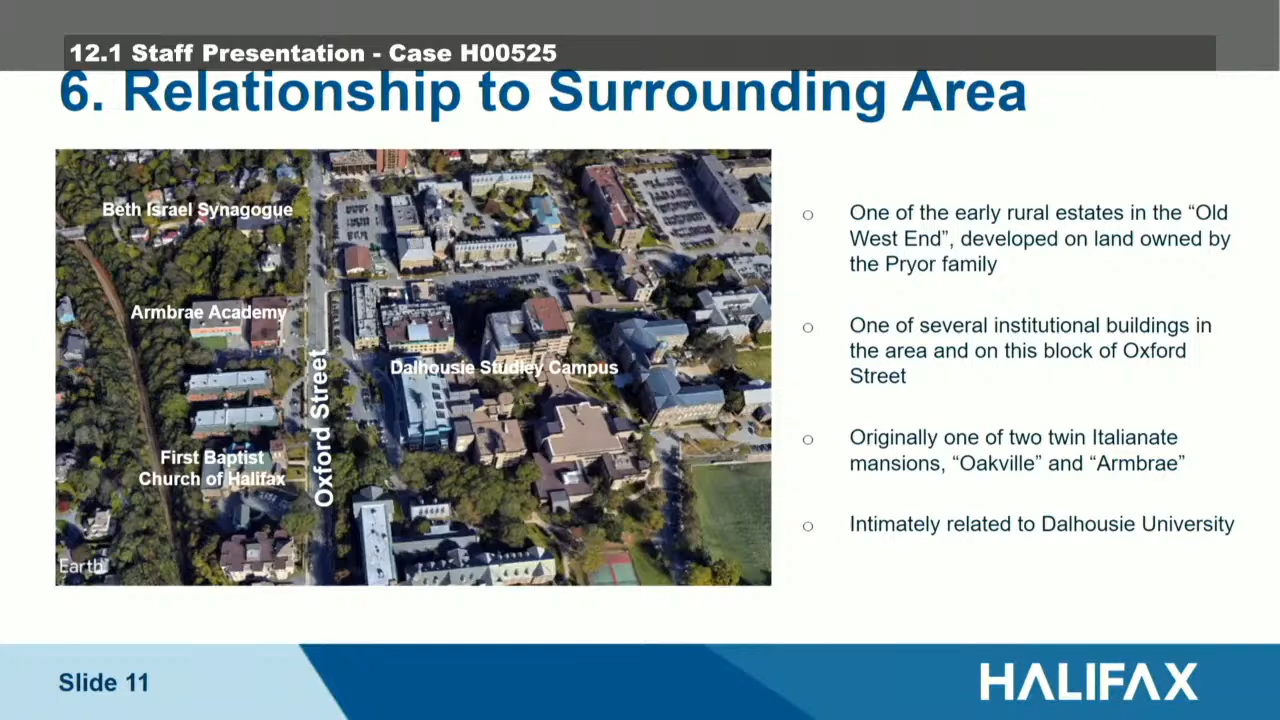 12.1 Staff Presentation - Case H00525
6. Relationship to Surrounding Area
Beth Israel Synagogue
Armbrae Academy
Dalhousie Studley Campus
Oxford Street
First Baptist
Church of Halifax
Earth
○ One of the early rural estates in the “Old
West End”, developed on land owned by
the Pryor family
○ One of several institutional buildings in
the area and on this block of Oxford
Street
○ Originally one of two twin Italianate
mansions, “Oakville” and “Armbrae”
○ Intimately related to Dalhousie University
Slide 11
HALIFAX